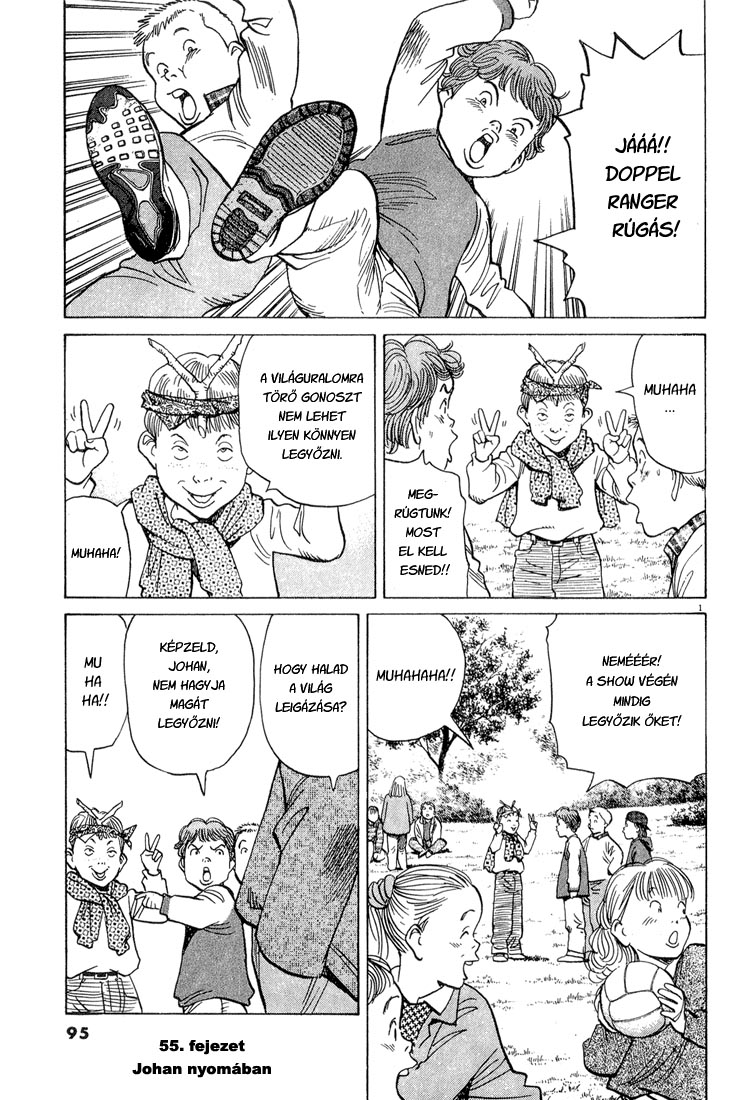 JÁÁÁ!!
DOPPEL
RANGER
RÚGÁS!
MUHAHA
...
MEG-
RÚGTUNK!
MOST
EL KELL
ESNED!!
A VILÁGURALOMRA
TÖRŐ GONOSZT
NEM LEHET
ILYEN KÖNNYEN
LEGYŐZNI.
MUHAHA!
1
NEMÉÉÉR!
A SHOW VÉGÉN
MINDIG
LEGYŐZIK ŐKET!
MUHAHAHA!!
HOGY HALAD
A VILÁG
LEIGÁZÁSA?
KÉPZELD,
JOHAN,
NEM HAGYJA
MAGÁT
LEGYŐZNI!
MU
HA
HA!!
95
55. fejezet
Johan nyomában